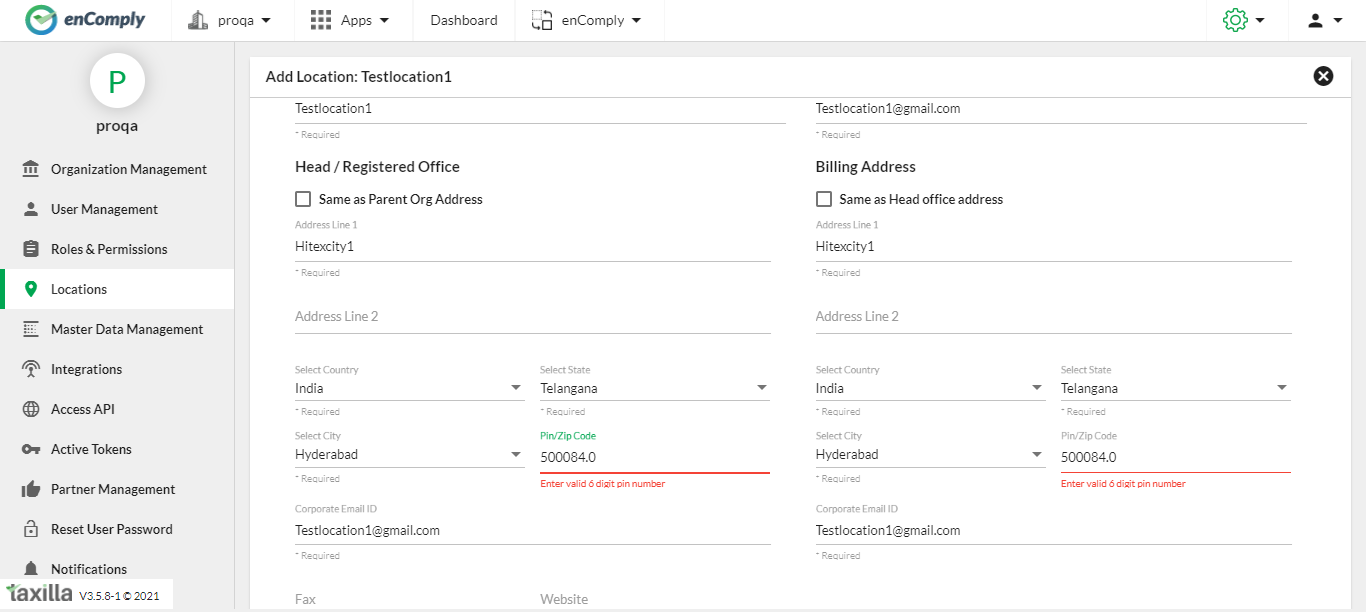 enComply
proqa
Apps
Dashboard
enComply
P
proqa
Organization Management
User Management
Roles & Permissions
Locations
Master Data Management
Integrations
Access API
Active Tokens
Partner Management
Reset User Password
Notifications
taxilla V3.5.8-1 © 2021
Add Location: Testlocation1
Testlocation1
* Required
Testlocation1@gmail.com
* Required
Head / Registered Office
Same as Parent Org Address
Address Line 1
Hitexcity1
* Required
Address Line 2
Select Country
India
* Required
Select State
Telangana
* Required
Select City
Hyderabad
* Required
Pin/Zip Code
500084.0
Enter valid 6 digit pin number
Corporate Email ID
Testlocation1@gmail.com
* Required
Fax
Website
Billing Address
Same as Head office address
Address Line 1
Hitexcity1
* Required
Address Line 2
Select Country
India
* Required
Select State
Telangana
* Required
Select City
Hyderabad
* Required
Pin/Zip Code
500084.0
Enter valid 6 digit pin number
Corporate Email ID
Testlocation1@gmail.com
* Required